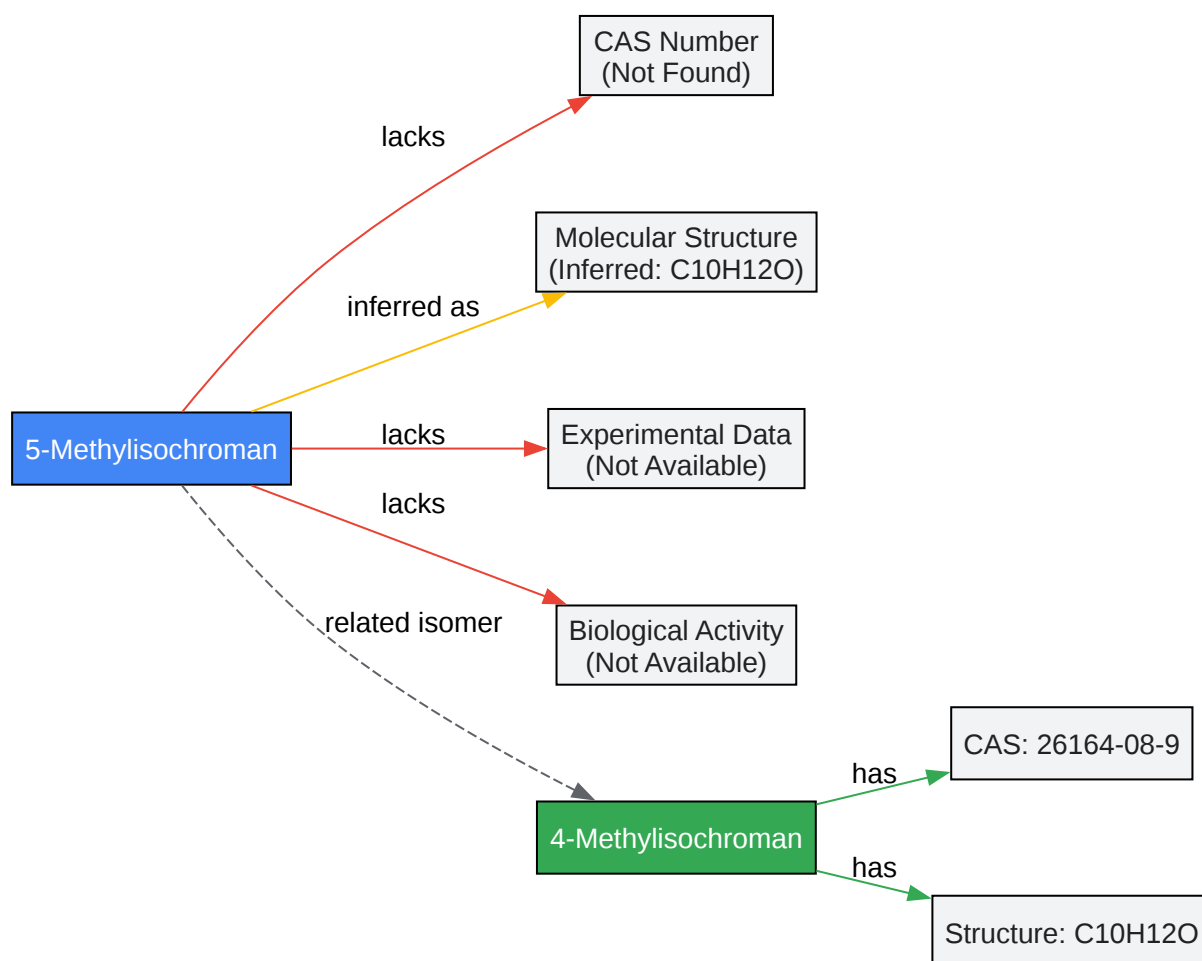 CAS Number
(Not Found)
lacks
Molecular Structure
(Inferred: C10H12O)
inferred as
5-Methylisochroman
lacks
Experimental Data
(Not Available)
lacks
Biological Activity
(Not Available)
related isomer
CAS: 26164-08-9
has
4-Methylisochroman
has
Structure: C10H12O